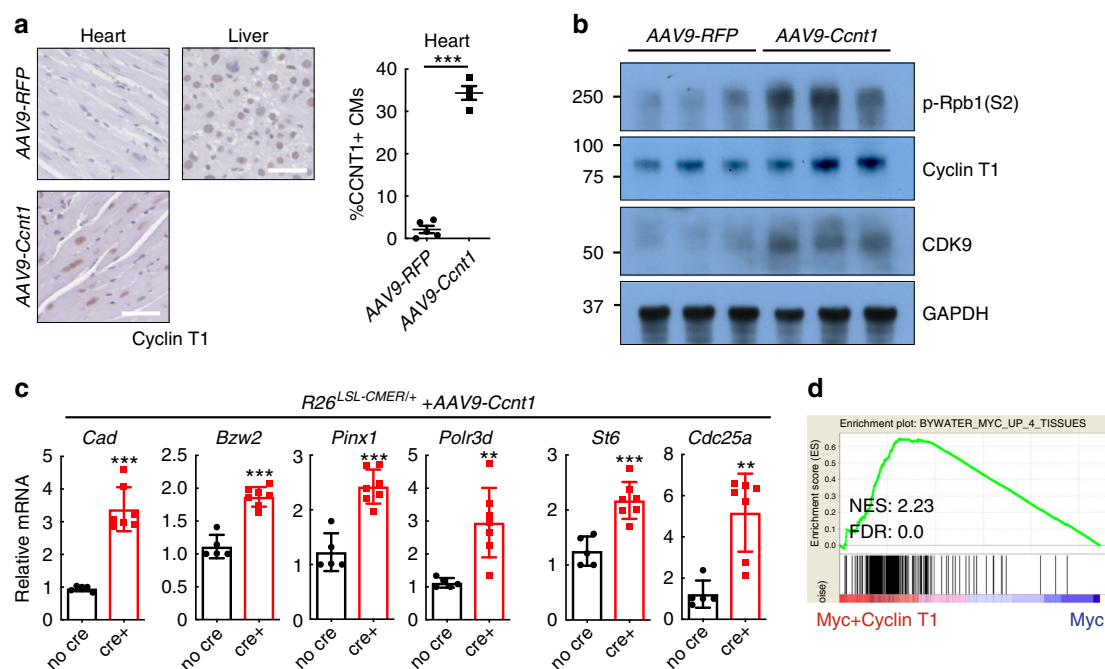 a
Heart
Liver
AAV9-RFP
AAV9-Ccnt1
Cyclin T1
Heart
***
%CCNT1+ CMs
40
30
20
10
0
AAV9-RFP
AAV9-Ccnt1
b
AAV9-RFP AAV9-Ccnt1
250
p-Rpb1(S2)
100
75
Cyclin T1
50
CDK9
37
GAPDH
c
R26LSL-CMER/+ +AAV9-Ccnt1
Relative mRNA
Cad
***
5
4
3
2
1
0
no cre
cre+
Bzw2
***
2.5
2.0
1.5
1.0
0.5
0.0
no cre
cre+
Pinx1
***
3
2
1
0
no cre
cre+
Polr3d
**
5
4
3
2
1
0
no cre
cre+
St6
***
3
2
1
0
no cre
cre+
Cdc25a
**
8
6
4
2
0
no cre
cre+
d
Enrichment plot: BYWATER_MYC_UP_4_TISSUES
Enrichment score (ES)
0.6
0.5
0.4
0.3
0.2
0.1
0.0
NES: 2.23
FDR: 0.0
oise)
Myc+Cyclin T1
Myc